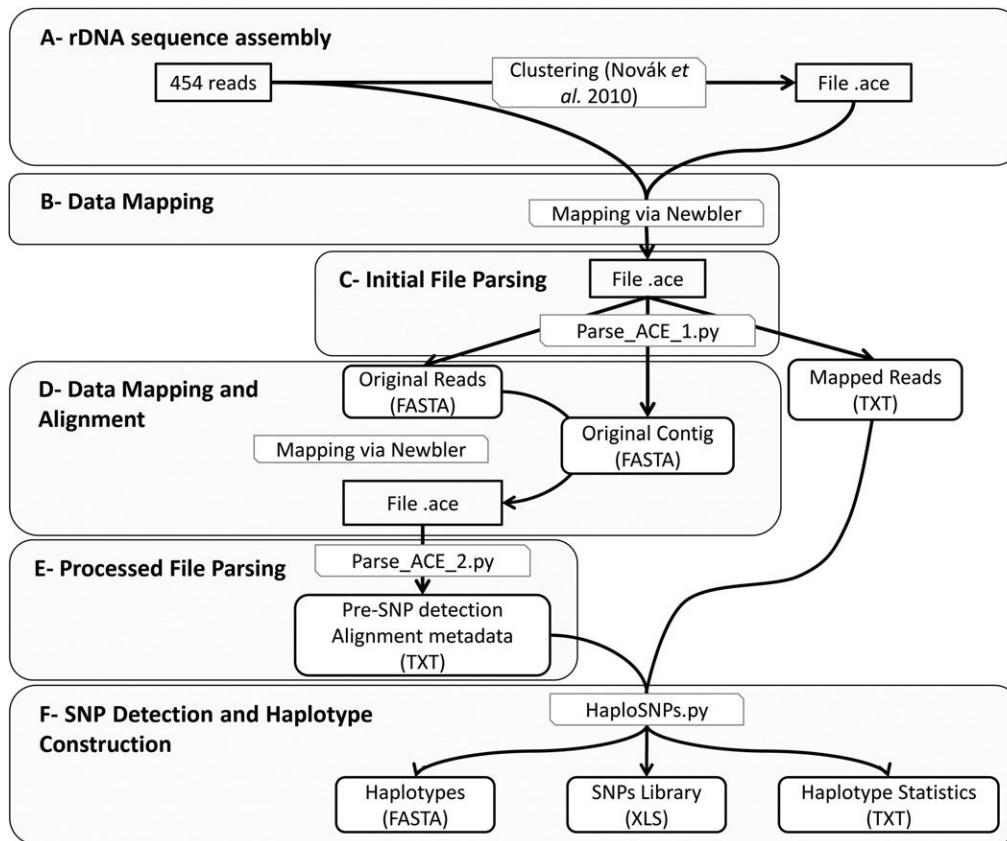 A- rDNA sequence assembly
454 reads
Clustering (Novák et
al. 2010)
File .ace
B- Data Mapping
Mapping via Newbler
C- Initial File Parsing
File .ace
Parse_ACE_1.py
D- Data Mapping and
Alignment
Original Reads
(FASTA)
Mapped Reads
(TXT)
Original Contig
(FASTA)
Mapping via Newbler
File .ace
E- Processed File Parsing
Parse_ACE_2.py
Pre-SNP detection
Alignment metadata
(TXT)
F- SNP Detection and Haplotype
Construction
HaploSNPs.py
Haplotypes
(FASTA)
SNPs Library
(XLS)
Haplotype Statistics
(TXT)